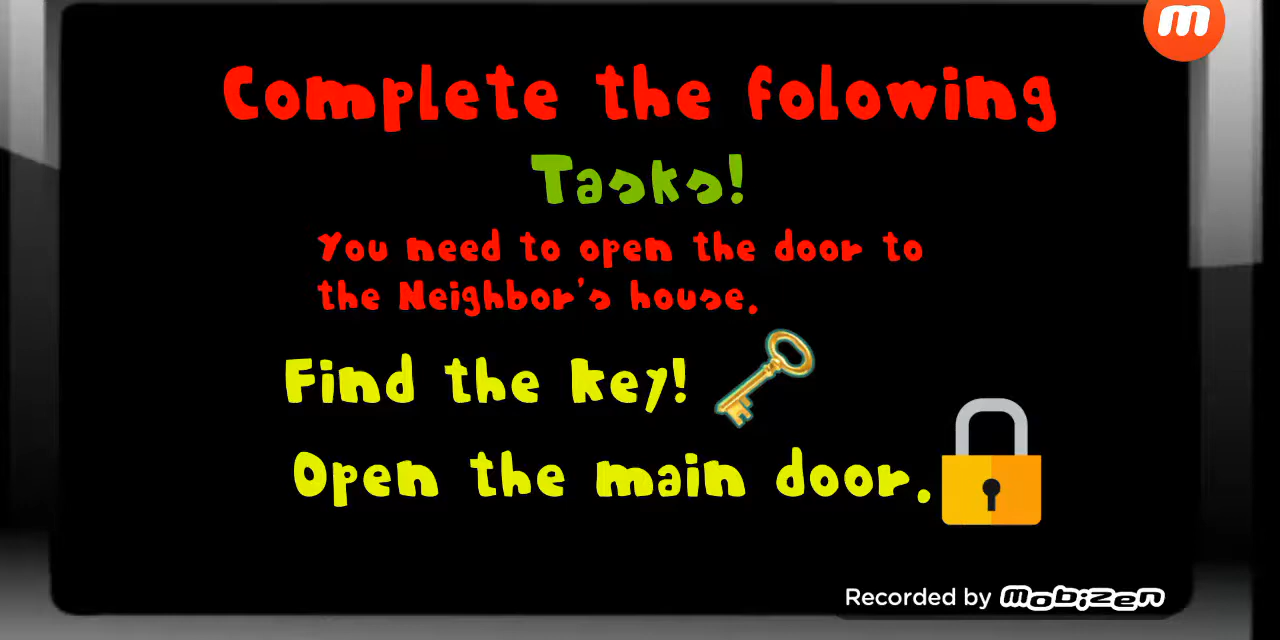 m
Complete the folowing
Tasks!
You need to open the door to
the Neighbor's house.
Find the key!
Open the main door.
Recorded by mobizen